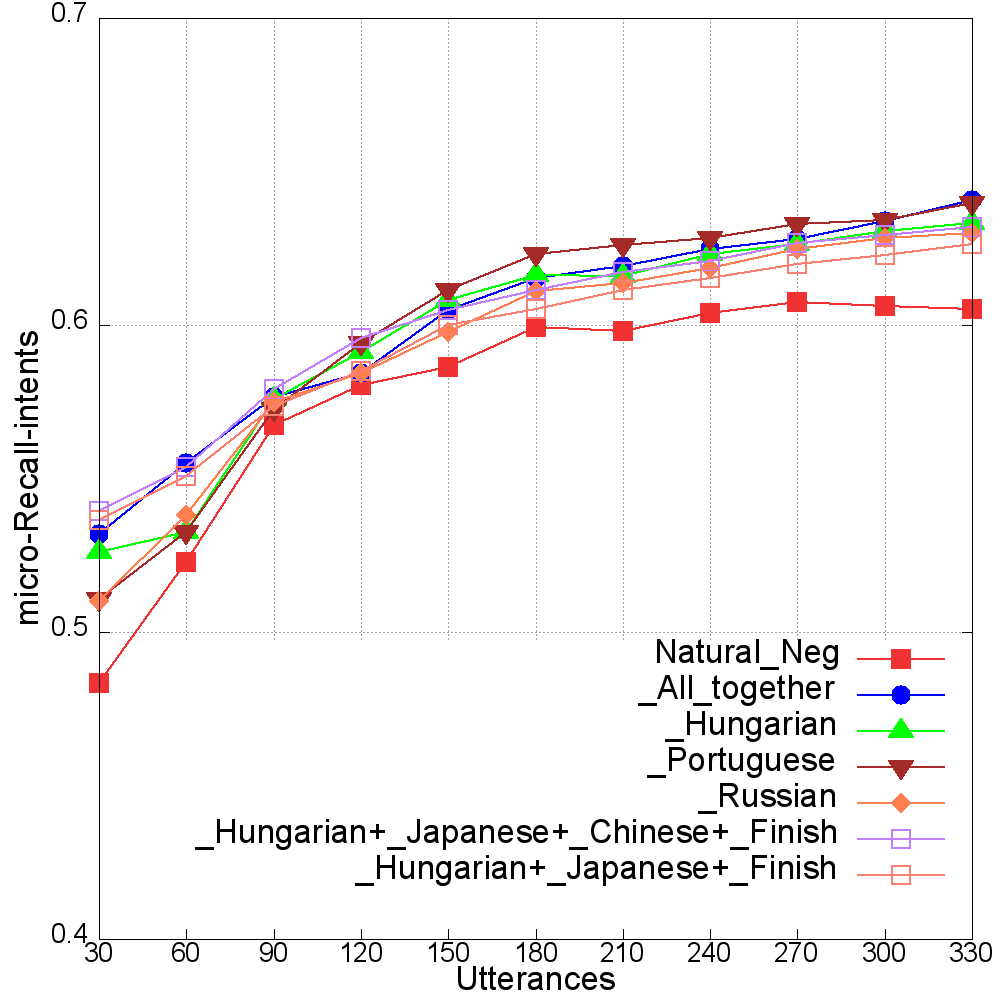 0.7
0.6
0.5
0.4
micro-Recall-intents
Natural_Neg
_All_together
_Hungarian
_Portuguese
_Russian
_Hungarian+_Japanese+_Chinese+_Finish
_Hungarian+_Japanese+_Finish
30 60 90 120 150 180 210 240 270 300 330
Utterances